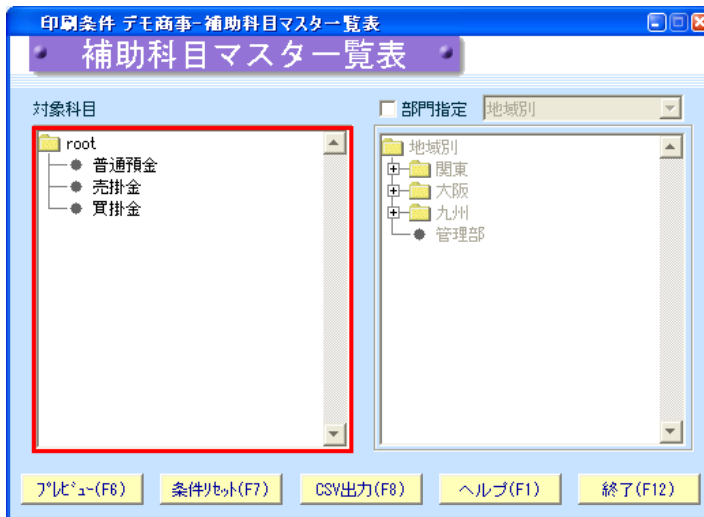 印刷条件 デモ商事-補助科目マスタ一覧表
補助科目マスター覧表
対象科目
部門指定 地域別
root
普通預金
売掛金
買掛金
地域別
関東
大阪
九州
管理部
ﾌﾟﾚﾋﾞｭｰ(F6) 条件ﾘｾｯﾄ(F7) CSV出力(F8) ヘルプ(F1) 終了(F12)